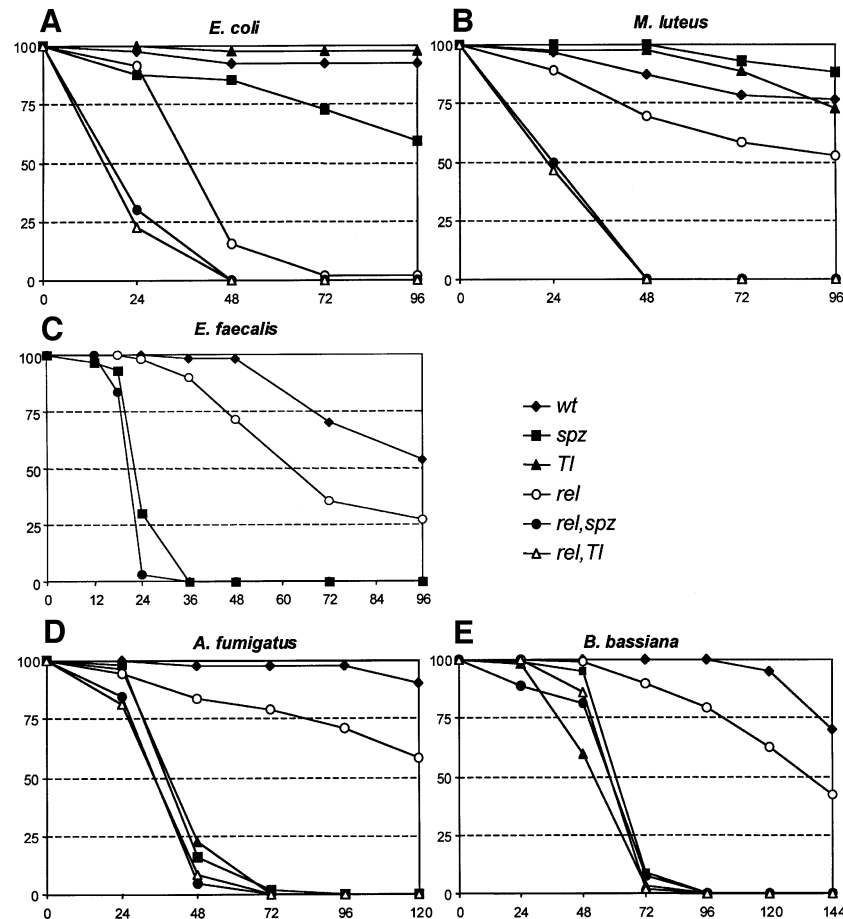 A
E. coli
100
75
50
25
0
0 24 48 72 96
B
M. luteus
100
75
50
25
0
0 24 48 72 96
C
E. faecalis
100
75
50
25
0
0 12 24 36 48 60 72 84 96
wt
spz
Tl
rel
rel,spz
rel,Tl
D
A. fumigatus
100
75
50
25
0
0 24 48 72 96 120
E
B. bassiana
100
75
50
25
0
0 24 48 72 96 120 144